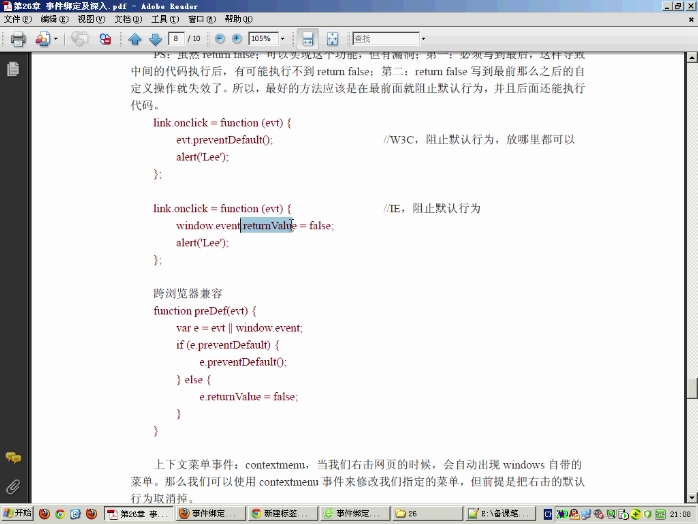 第26章 事件绑定及深入.pdf - Adobe Reader
文件(F) 编辑(E) 视图(V) 文档(D) 工具(T) 窗口(W) 帮助(H)
8 / 10 105% 查找
PS：虽然 return false；可以实现这个功能，但有漏洞；第一：必须写到最后，这样导致
中间的代码执行后，有可能执行不到 return false；第二：return false 写到最前那么之后的自
定义操作就失效了。所以，最好的方法应该是在最前面就阻止默认行为，并且后面还能执行
代码。
link.onclick = function (evt) {
evt.preventDefault(); //W3C，阻止默认行为，放哪里都可以
alert('Lee');
};
link.onclick = function (evt) { //IE，阻止默认行为
window.event.returnValue = false;
alert('Lee');
};
跨浏览器兼容
function preDef(evt) {
var e = evt || window.event;
if (e.preventDefault) {
e.preventDefault();
} else {
e.returnValue = false;
}
}
上下文菜单事件：contextmenu，当我们右击网页的时候，会自动出现 windows 自带的
菜单。那么我们可以使用 contextmenu 事件来修改我们指定的菜单，但前提是把右击的默认
行为取消掉。
开始 第26章 事... 事件绑定... 新建标签... 事件绑定... 26 E:\备课笔... 21:08